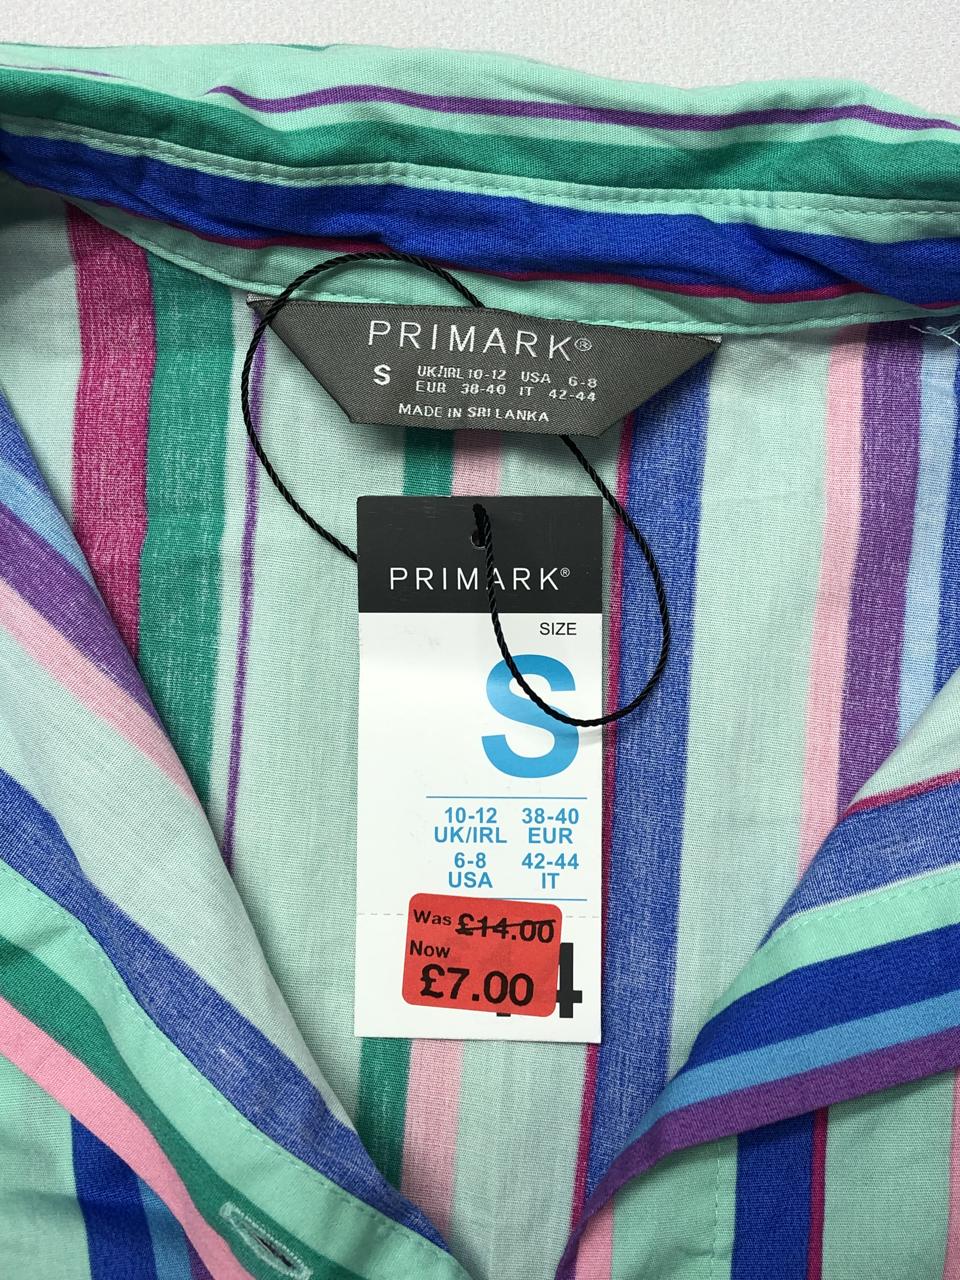 PRIMARK®
S UK/IRL 10-12 USA 6-8
EUR 38-40 IT 42-44
MADE IN SRI LANKA
PRIMARK®
SIZE
S
10-12 38-40
UK/IRL EUR
6-8 42-44
USA IT
Was £14.00
Now
£7.00